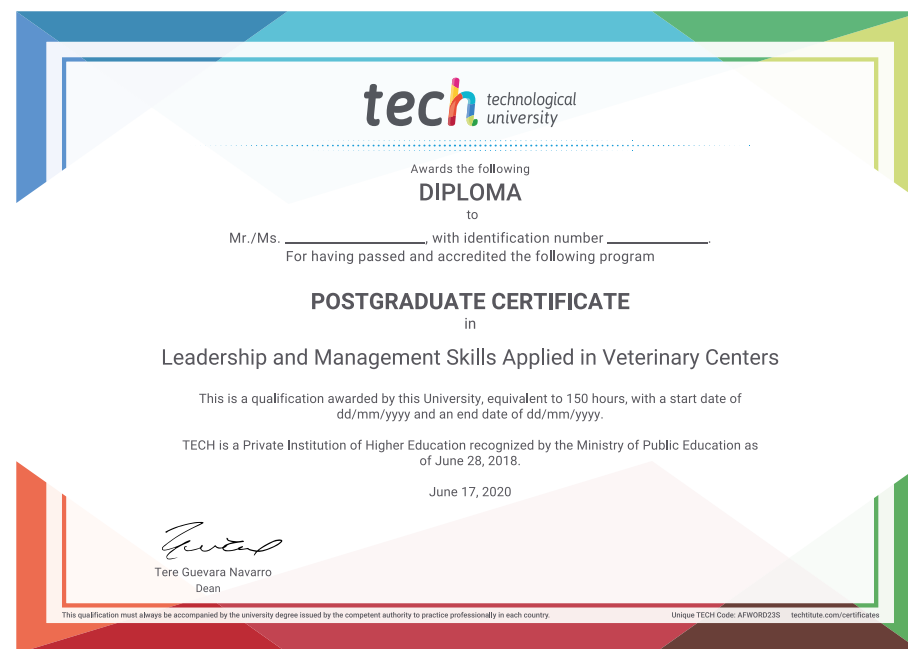 tech technological
university
Awards the following
DIPLOMA
to
Mr./Ms. ____________________, with identification number ______________.
For having passed and accredited the following program
POSTGRADUATE CERTIFICATE
in
Leadership and Management Skills Applied in Veterinary Centers
This is a qualification awarded by this University, equivalent to 150 hours, with a start date of
dd/mm/yyyy and an end date of dd/mm/yyyy.
TECH is a Private Institution of Higher Education recognized by the Ministry of Public Education as
of June 28, 2018.
June 17, 2020
Tere Guevara Navarro
Dean
This qualification must always be accompanied by the university degree issued by the competent authority to practice professionally in each country.
Unique TECH Code: AFWORD23S techtitute.com/certificates